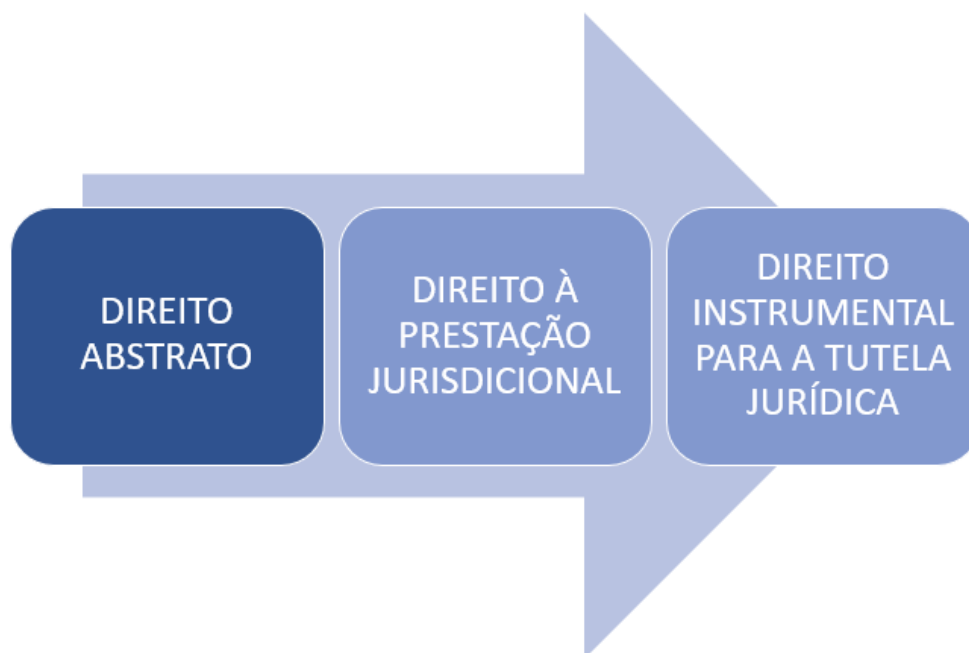 DIREITO
ABSTRATO
DIREITO À
PRESTAÇÃO
JURISDICIONAL
DIREITO
INSTRUMENTAL
PARA A TUTELA
JURÍDICA